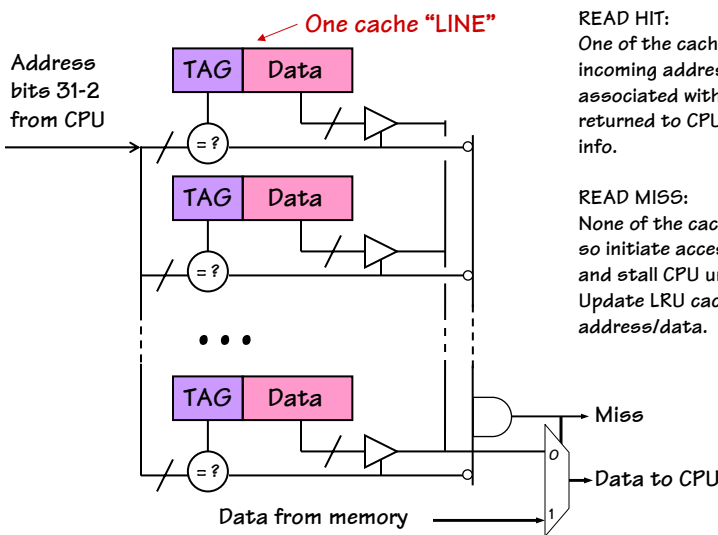 One cache “LINE”
Address
bits 31-2
from CPU
TAG Data
= ?
TAG Data
= ?
...
TAG Data
= ?
Miss
0
Data to CPU
1
Data from memory
READ HIT:
One of the cach
incoming addres
associated with
returned to CPU
info.
READ MISS:
None of the cac
so initiate acces
and stall CPU un
Update LRU cac
address/data.